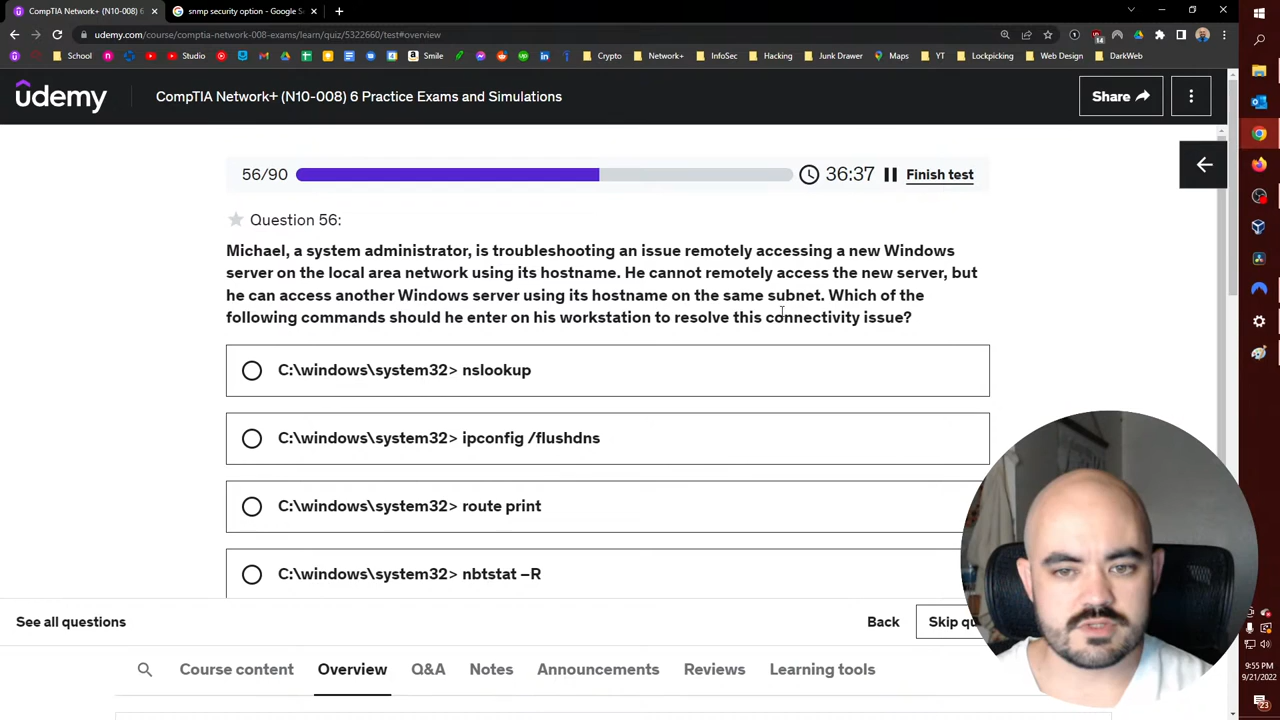 CompTIA Network+ (N10-008) 6
snmp security option - Google Se
udemy.com/course/comptia-network-008-exams/learn/quiz/5322660/test#overview
School
YouTube
Smile
Crypto
Network+
InfoSec
Hacking
Junk Drawer
Maps
YT
Lockpicking
Web Design
DarkWeb
ûdemy
CompTIA Network+ (N10-008) 6 Practice Exams and Simulations
Share
56/90
36:37
Finish test
Question 56:
Michael, a system administrator, is troubleshooting an issue remotely accessing a new Windows
server on the local area network using its hostname. He cannot remotely access the new server, but
he can access another Windows server using its hostname on the same subnet. Which of the
following commands should he enter on his workstation to resolve this connectivity issue?
C:\windows\system32> nslookup
C:\windows\system32> ipconfig /flushdns
C:\windows\system32> route print
C:\windows\system32> nbtstat –R
See all questions
Back
Skip qu
Course content
Overview
Q&A
Notes
Announcements
Reviews
Learning tools
9:55 PM
9/21/2022
23